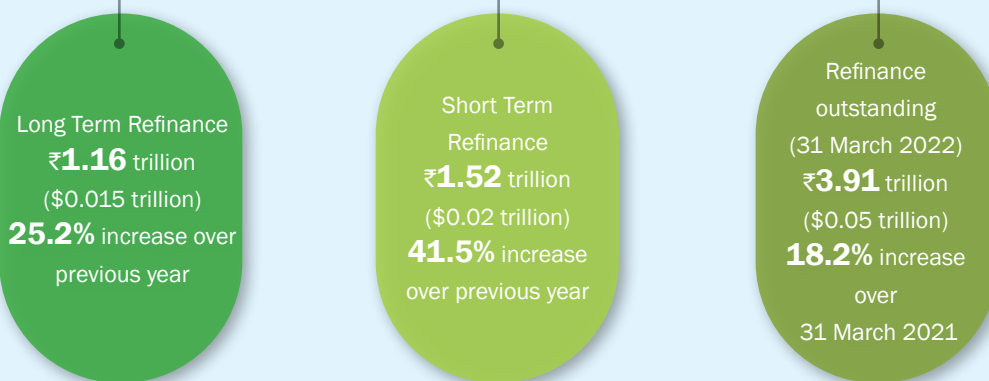 Long Term Refinance
₹1.16 trillion
($0.015 trillion)
25.2% increase over
previous year
Short Term
Refinance
₹1.52 trillion
($0.02 trillion)
41.5% increase
over previous year
Refinance
outstanding
(31 March 2022)
₹3.91 trillion
($0.05 trillion)
18.2% increase
over
31 March 2021